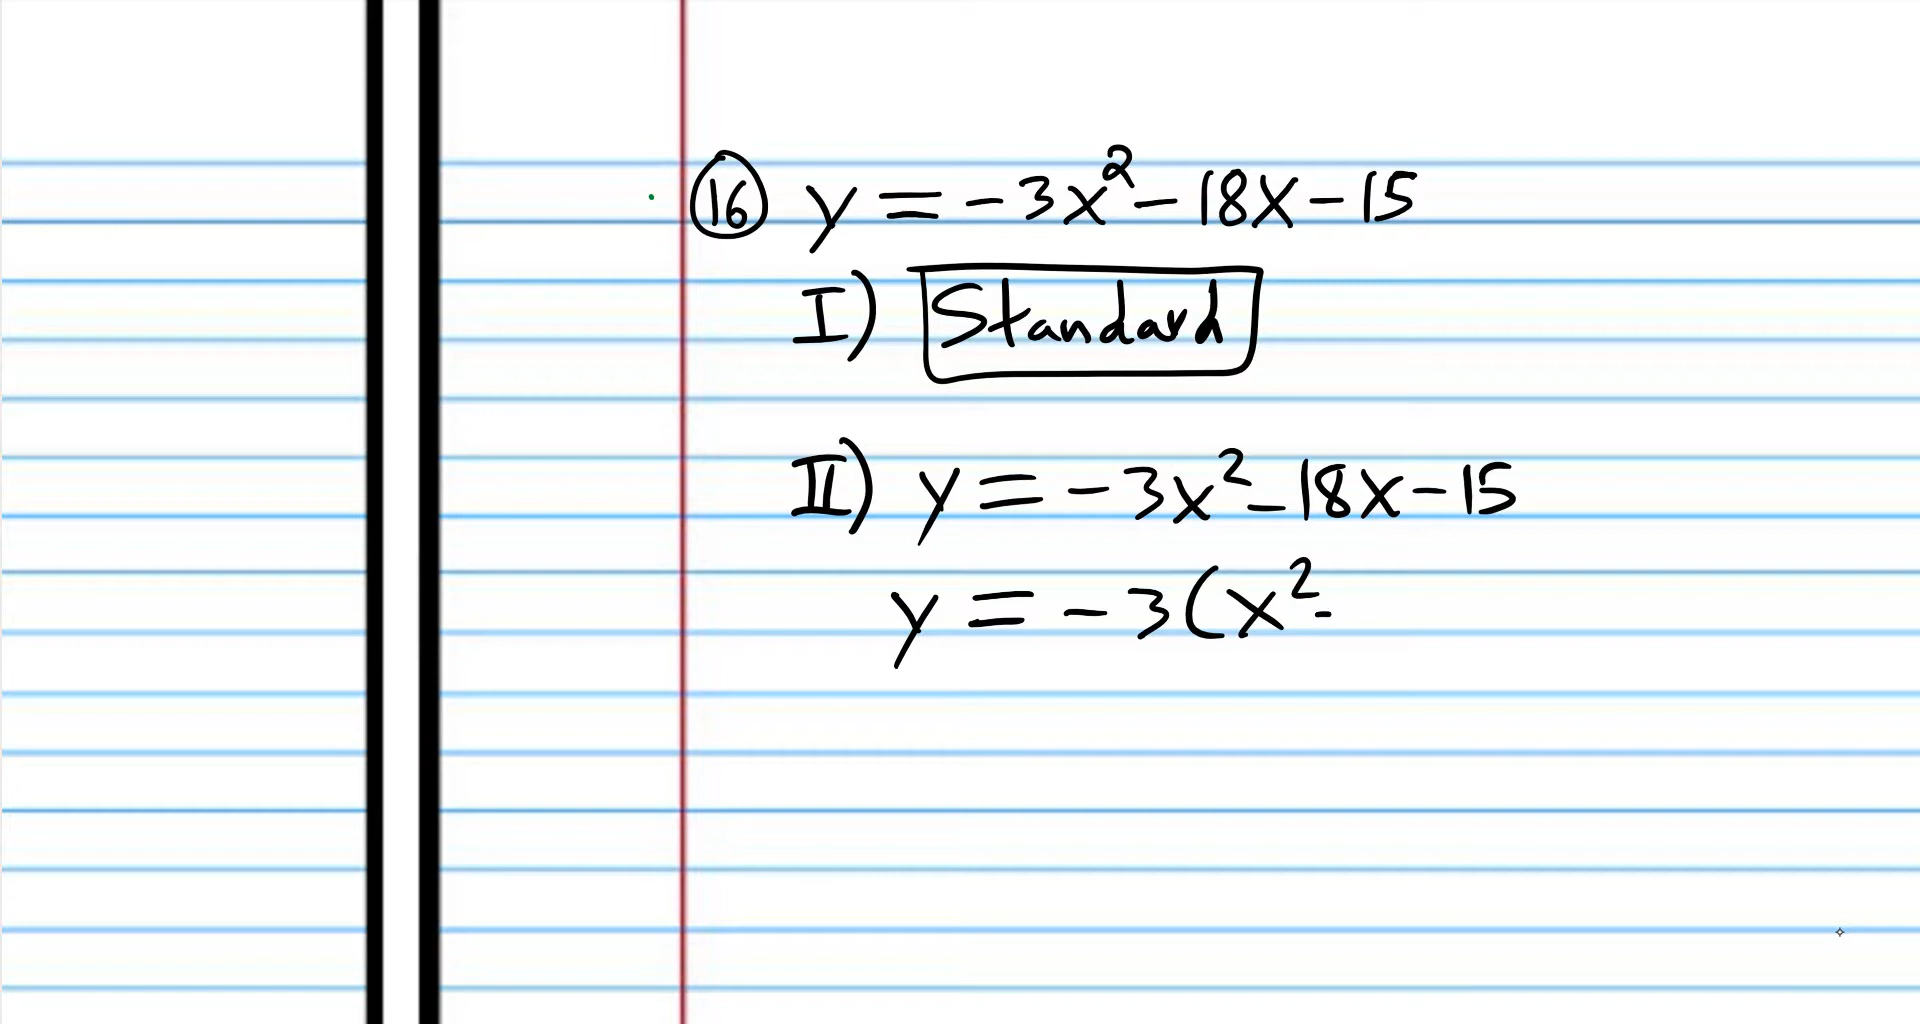 16 y = -3x² - 18x - 15
I) Standard
II) y = -3x² - 18x - 15
y = -3(x² -